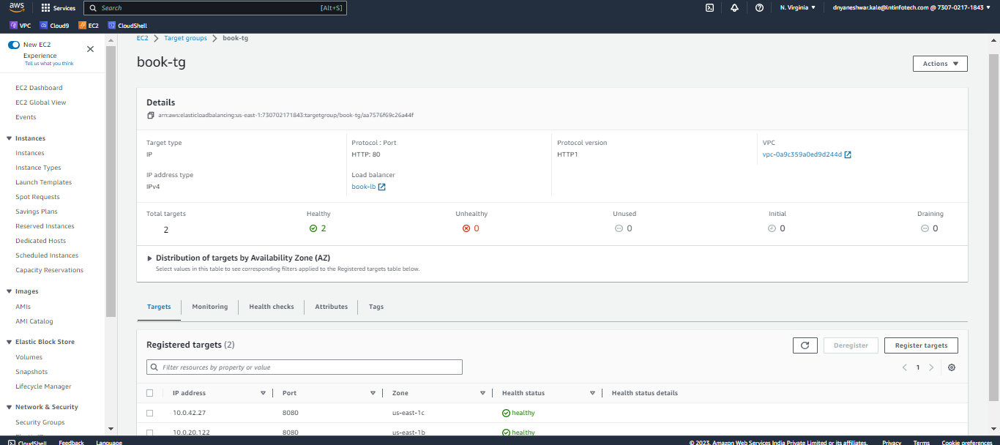 aws
Services
Search
[Alt+S]
N. Virginia
dnyaneshwar.kale@lntinfotech.com @ 7307-0217-1843
VPC
Cloud9
EC2
CloudShell
New EC2
Experience
Tell us what you think
EC2 Dashboard
EC2 Global View
Events
Instances
Instances
Instance Types
Launch Templates
Spot Requests
Savings Plans
Reserved Instances
Dedicated Hosts
Scheduled Instances
Capacity Reservations
Images
AMIs
AMI Catalog
Elastic Block Store
Volumes
Snapshots
Lifecycle Manager
Network & Security
Security Groups
EC2 > Target groups > book-tg
book-tg
Actions
Details
arn:aws:elasticloadbalancing:us-east-1:730702171843:targetgroup/book-tg/aa7576f69c26a44f
Target type
IP
Protocol : Port
HTTP: 80
Protocol version
HTTP1
VPC
vpc-0a9c359a0ed9d244d
IP address type
IPv4
Load balancer
book-lb
Total targets
2
Healthy
2
Unhealthy
0
Unused
0
Initial
0
Draining
0
Distribution of targets by Availability Zone (AZ)
Select values in this table to see corresponding filters applied to the Registered targets table below.
Targets
Monitoring
Health checks
Attributes
Tags
Registered targets (2)
Deregister
Register targets
Filter resources by property or value
1
IP address
Port
Zone
Health status
Health status details
10.0.42.27
8080
us-east-1c
healthy
10.0.20.122
8080
us-east-1b
healthy
CloudShell
Feedback
Language
© 2023, Amazon Web Services India Private Limited or its affiliates.
Privacy
Terms
Cookie preferences